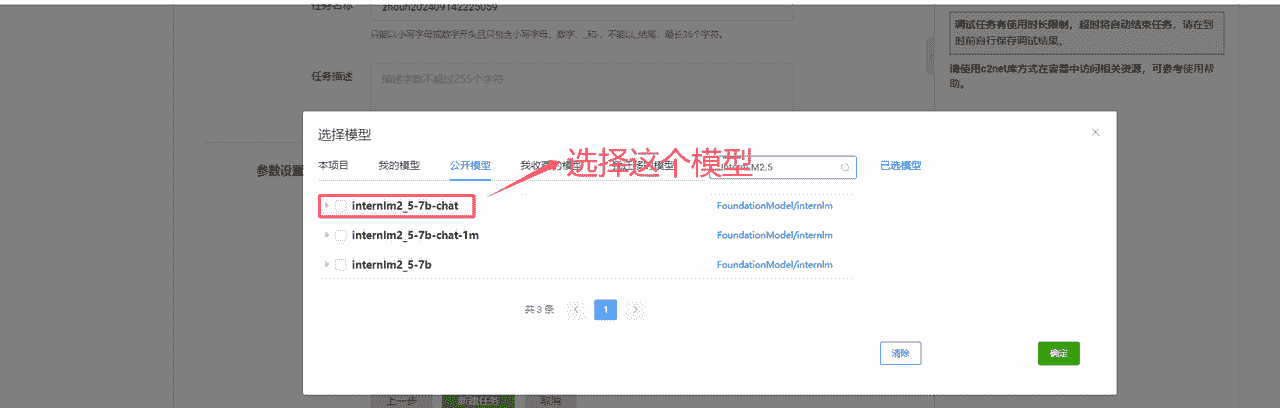 任务名称
zhouh202409142225059
只能以小写字母或数字开头且只包含小写字母、数字、_和-、不能以_结尾、最长36个字符。
任务描述
描述字数不超过255个字符
调试任务有使用时长限制，超时将自动结束任务，请在到
时前自行保存调试结果。
请使用c2net库方式在容器中访问相关资源，可参考使用帮
助。
参数设置
选择模型
选择这个模型
本项目
我的模型
公开模型
已选模型
internlm2_5-7b-chat
FoundationModel/internlm
internlm2_5-7b-chat-1m
FoundationModel/internlm
internlm2_5-7b
FoundationModel/internlm
共 3 条
1
清除
确定
上一步
新建任务
取消